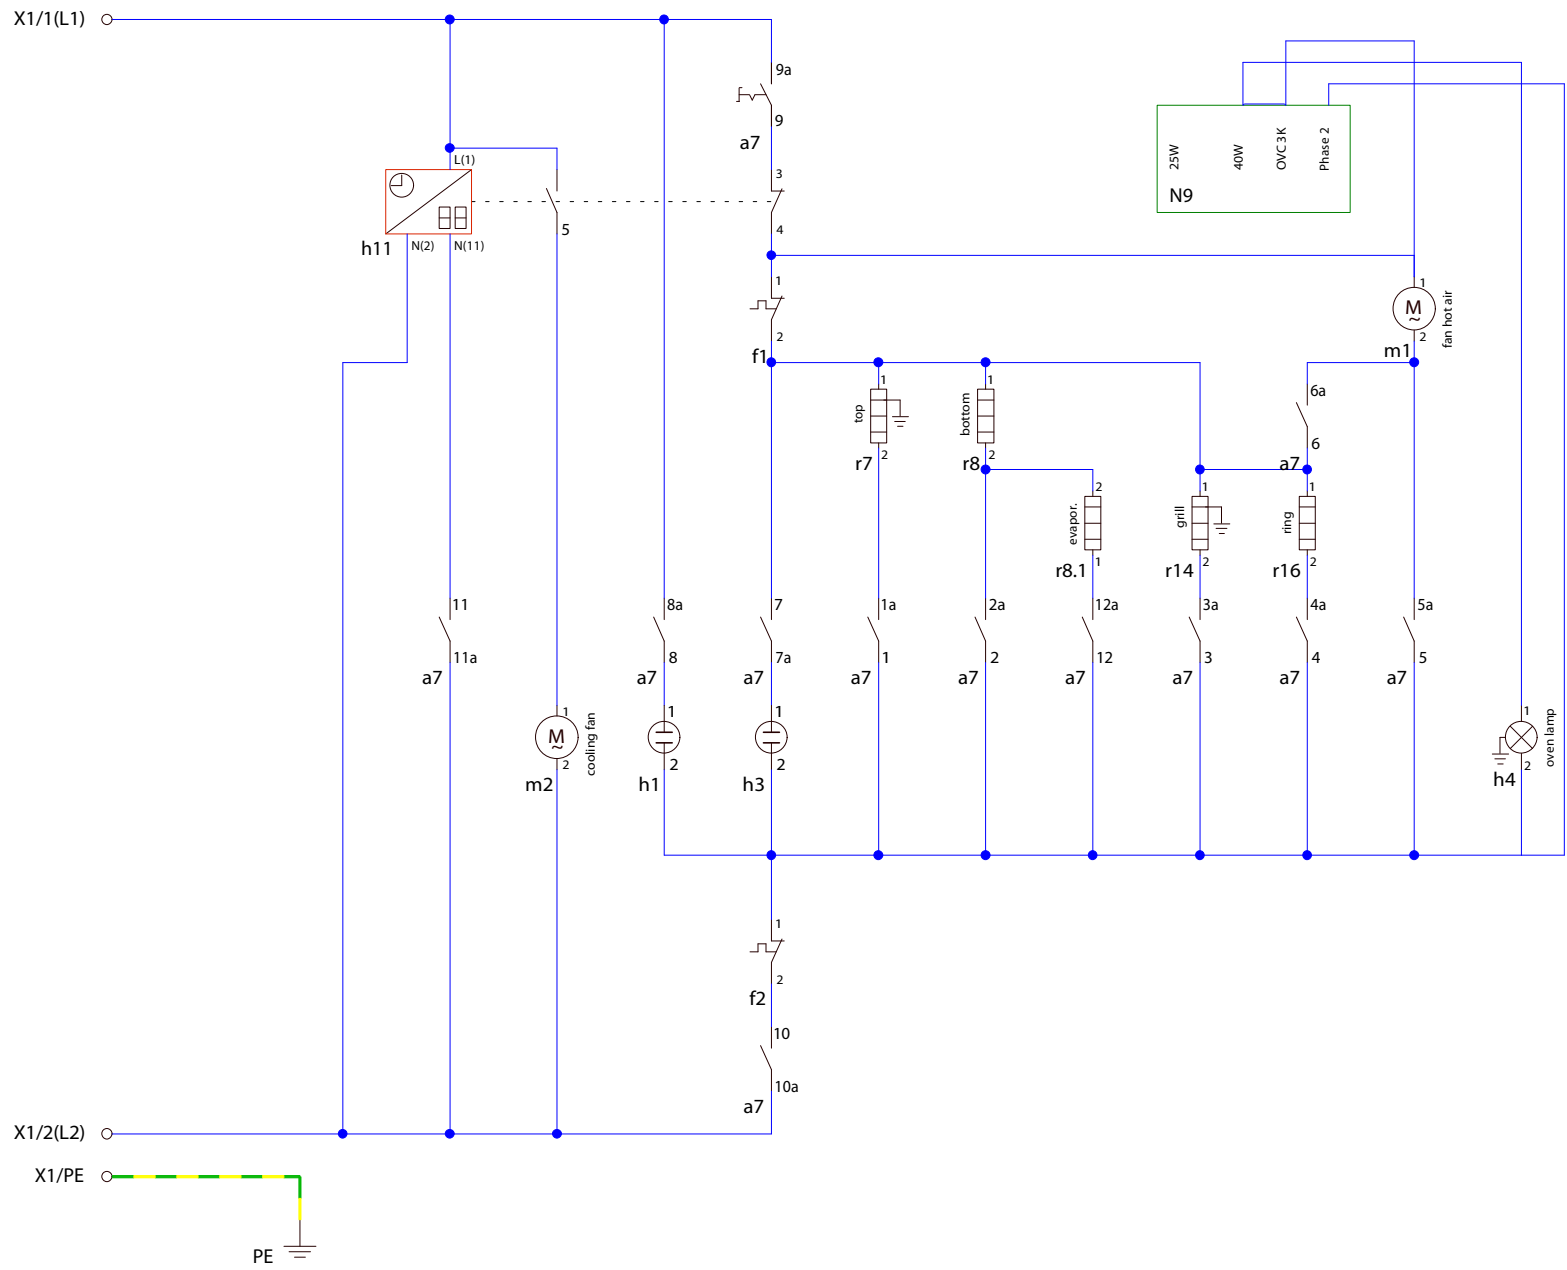 X1/1(L1)
9a
9
a7
25W
40W
OVC 3K
Phase 2
N9
L(1)
3
5
4
h11
N(2)
N(11)
1
2
f1
1
M
~
2
m1
fan hot air
1
top
2
r7
1
bottom
2
r8
6a
6
a7
2
evapor.
1
r8.1
1
grill
2
r14
1
ring
2
r16
11
11a
a7
8a
8
a7
7
7a
a7
1a
1
a7
2a
2
a7
12a
12
a7
3a
3
a7
4a
4
a7
5a
5
a7
1
M
~
2
m2
cooling fan
1
2
h1
1
2
h3
1
2
h4
oven lamp
1
2
f2
10
10a
a7
X1/2(L2)
X1/PE
PE